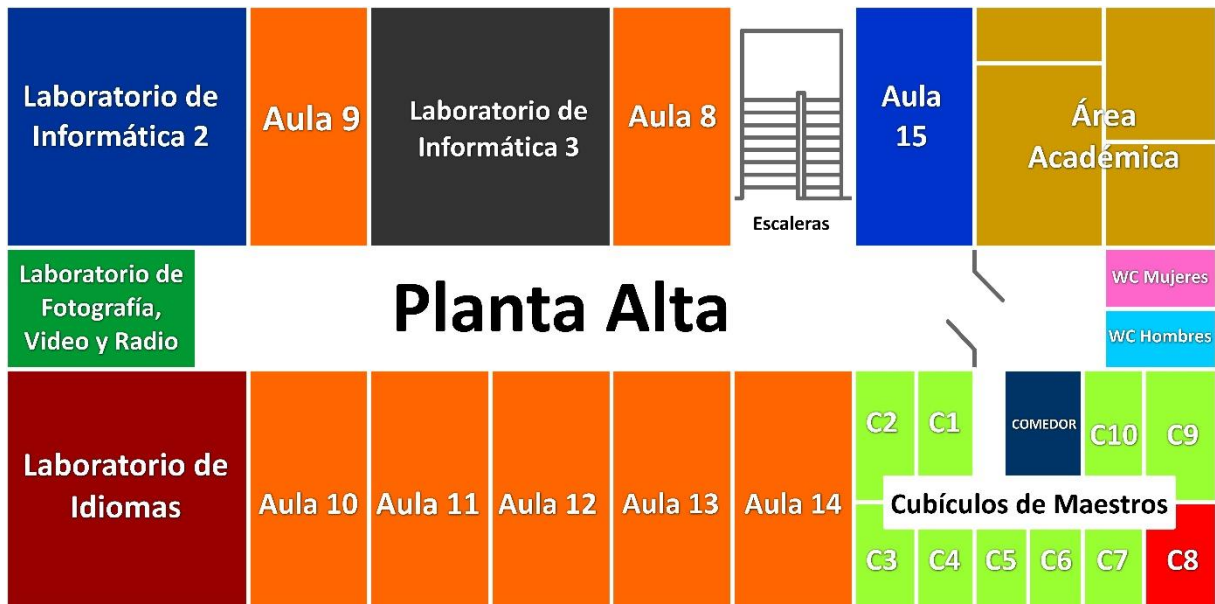 Laboratorio de
Informática 2
Aula 9
Laboratorio de
Informática 3
Aula 8
Escaleras
Aula
15
Área
Académica
Laboratorio de
Fotografía,
Video y Radio
Planta Alta
WC Mujeres
WC Hombres
Laboratorio de
Idiomas
Aula 10
Aula 11
Aula 12
Aula 13
Aula 14
C2
C1
COMEDOR
C10
C9
Cubículos de Maestros
C3
C4
C5
C6
C7
C8